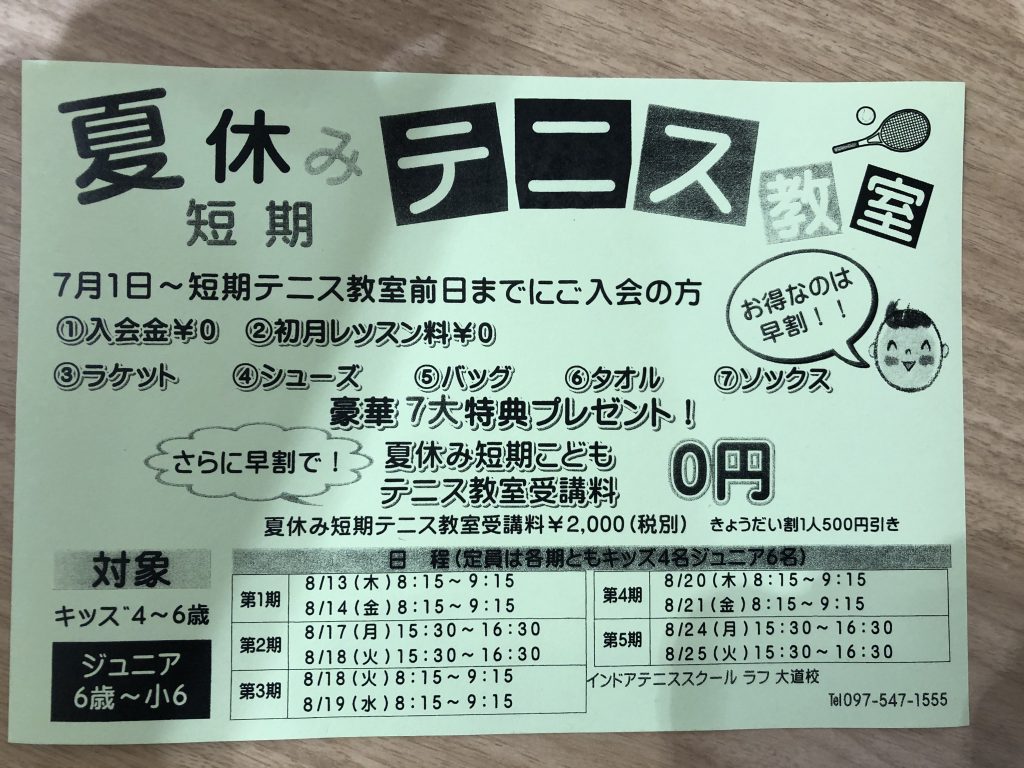 夏休み テニス教室
短期
7月1日～短期テニス教室前日までにご入会の方
お得なのは
早割！！
①入会金￥0 ②初月レッスン料￥0
③ラケット ④シューズ ⑤バッグ ⑥タオル ⑦ソックス
豪華7大特典プレゼント！
さらに早割で！
夏休み短期こども
テニス教室受講料
0円
夏休み短期テニス教室受講料￥2,000(税別) きょうだい割1人500円引き
対象
キッズ4～6歳
ジュニア
6歳～小6
日 程(定員は各期ともキッズ4名ジュニア6名)
第1期
8/13(木)8:15～9:15
8/14(金)8:15～9:15
第2期
8/17(月)15:30～16:30
8/18(火)15:30～16:30
第3期
8/18(火)8:15～9:15
8/19(水)8:15～9:15
第4期
8/20(木)8:15～9:15
8/21(金)8:15～9:15
第5期
8/24(月)15:30～16:30
8/25(火)15:30～16:30
インドアテニススクール ラフ 大道校
Tel097-547-1555